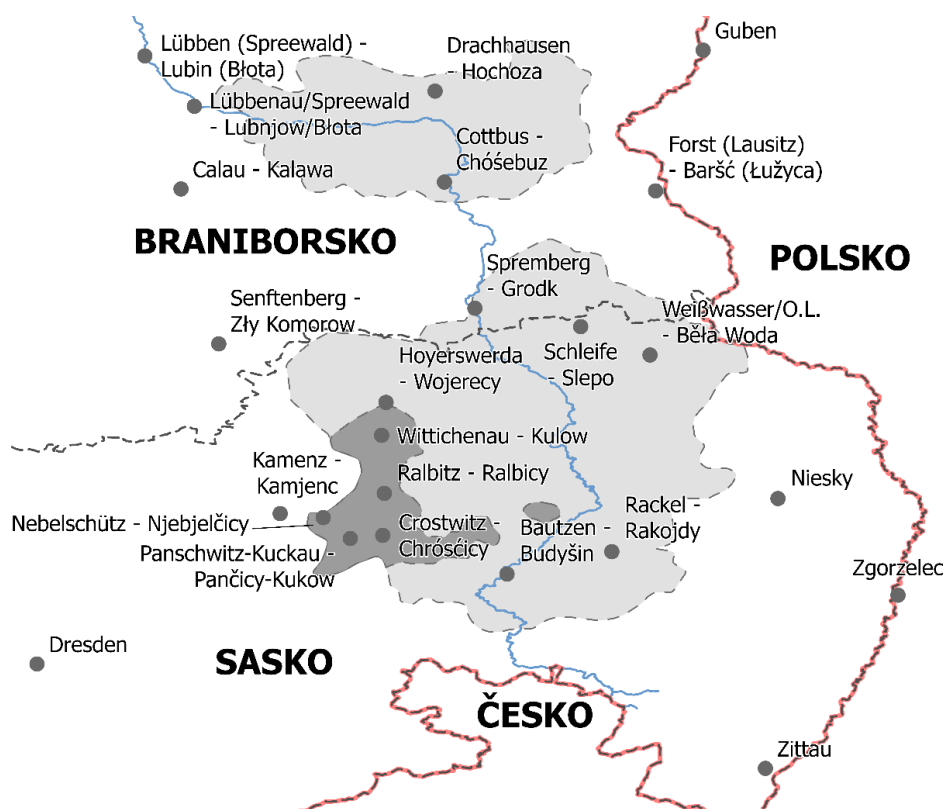 Lübben (Spreewald) -
Lubin (Błota)
Drachhausen
- Hochoza
Guben
Lübbenau/Spreewald
- Lubnjow/Błota
Cottbus -
Chóśebuz
Forst (Lausitz)
- Baršć (Łužyca)
Calau - Kalawa
BRANIBORSKO
POLSKO
Spremberg
- Grodk
Senftenberg -
Zły Komorow
Weißwasser/O.L.
- Běła Woda
Hoyerswerda
- Wojerecy
Schleife
- Slepo
Wittichenau - Kulow
Kamenz -
Kamjenc
Ralbitz - Ralbicy
Niesky
Nebelschütz - Njebjelčicy
Crostwitz -
Chrósćicy
Bautzen -
Budyšin
Rackel -
Rakojdy
Panschwitz-Kuckau -
Pančicy-Kukow
Zgorzelec
Dresden
SASKO
ČESKO
Zittau